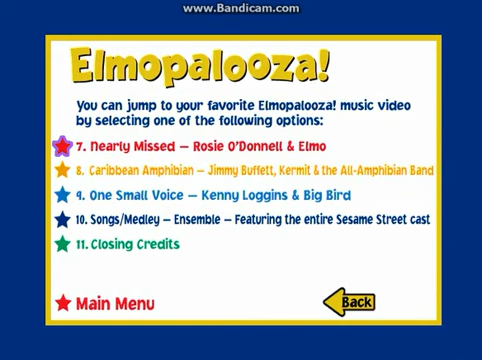 www.Bandicam.com
Elmopalooza!
You can jump to your favorite Elmopalooza! music video
by selecting one of the following options:
7. Nearly Missed – Rosie O'Donnell & Elmo
8. Caribbean Amphibian – Jimmy Buffett, Kermit & the All-Amphibian Band
9. One Small Voice – Kenny Loggins & Big Bird
10. Songs/Medley – Ensemble – Featuring the entire Sesame Street cast
11. Closing Credits
Main Menu
Back